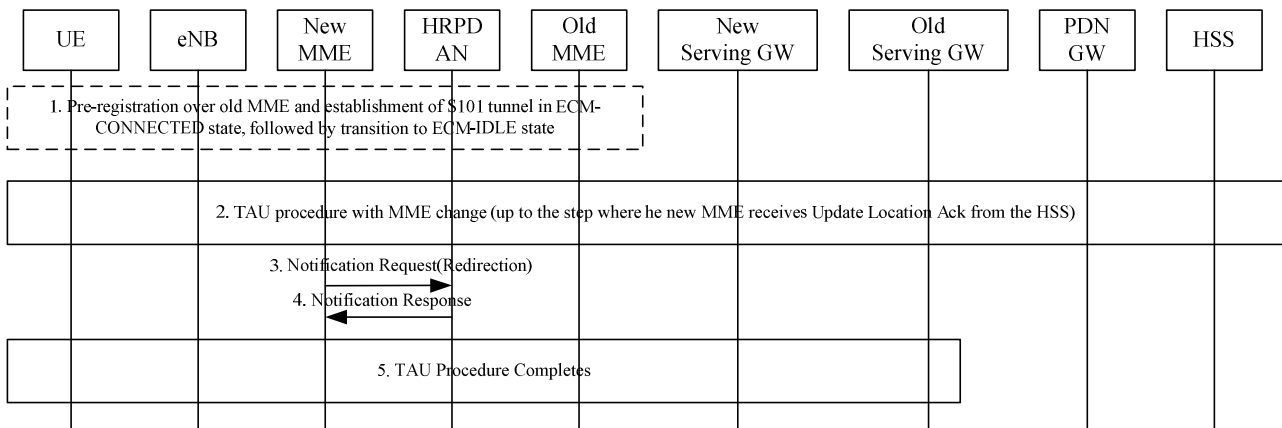 UE
eNB
New
MME
HRPD
AN
Old
MME
New
Serving GW
Old
Serving GW
PDN
GW
HSS
1. Pre-registration over old MME and establishment of S101 tunnel in ECM-
CONNECTED state, followed by transition to ECM-IDLE state
2. TAU procedure with MME change (up to the step where he new MME receives Update Location Ack from the HSS)
3. Notification Request(Redirection)
4. Notification Response
5. TAU Procedure Completes